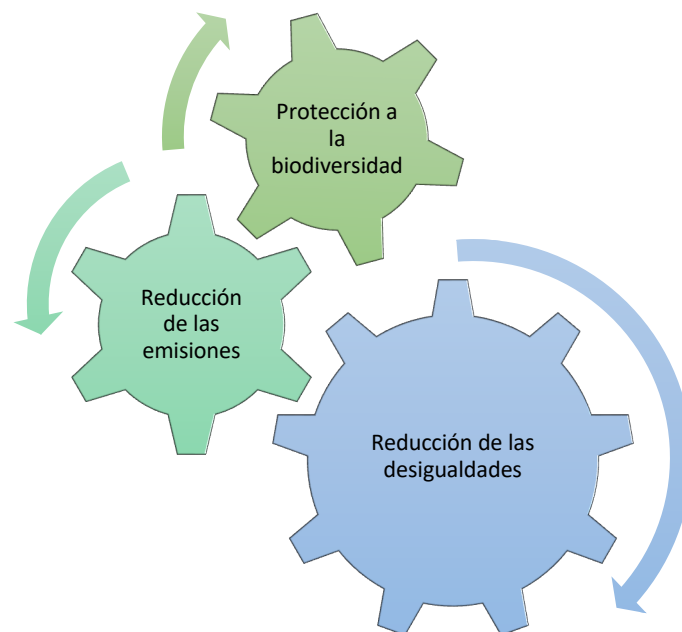 Protección a
la
biodiversidad
Reducción
de las
emisiones
Reducción de las
desigualdades